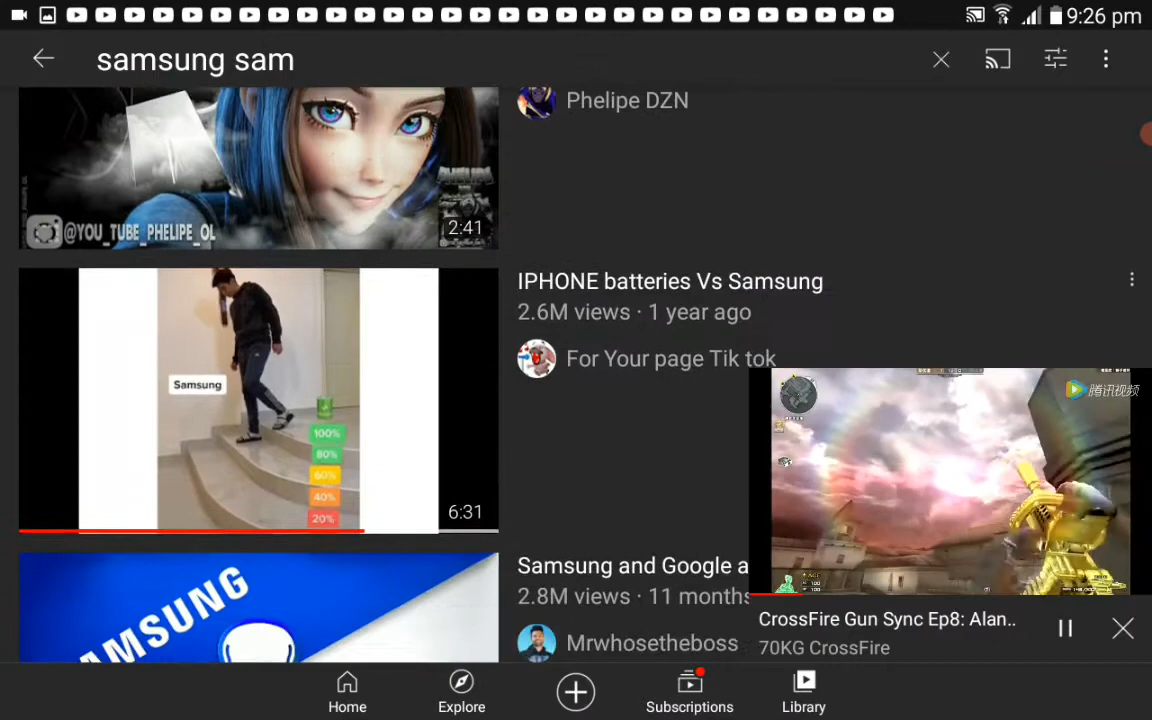 9:26 pm
samsung sam
Phelipe DZN
@YOU_TUBE_PHELIPE_OL
2:41
IPHONE batteries Vs Samsung
2.6M views · 1 year ago
For Your page Tik tok
Samsung
100%
80%
60%
40%
20%
6:31
腾讯视频
Samsung and Google a
2.8M views · 11 months
Mrwhosetheboss
AMSUNG
CrossFire Gun Sync Ep8: Alan..
70KG CrossFire
Home
Explore
Subscriptions
Library